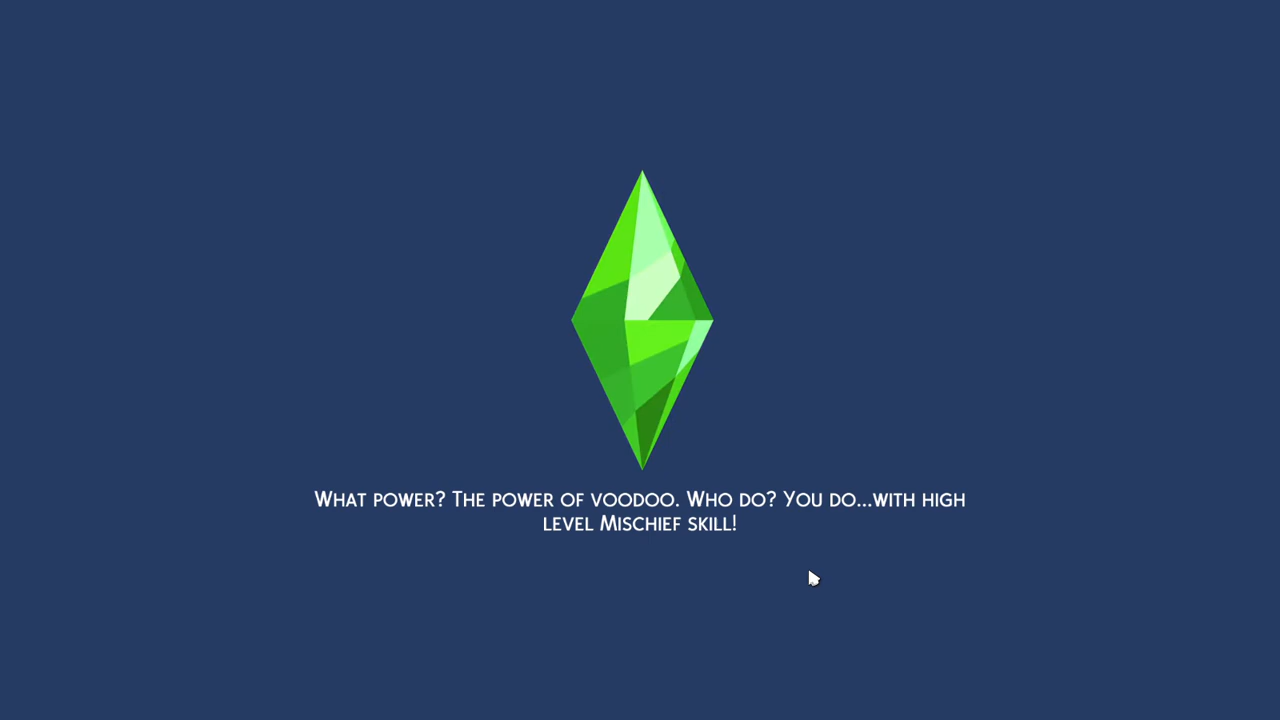 What power? The power of voodoo. Who do? You do...with high
level Mischief skill!